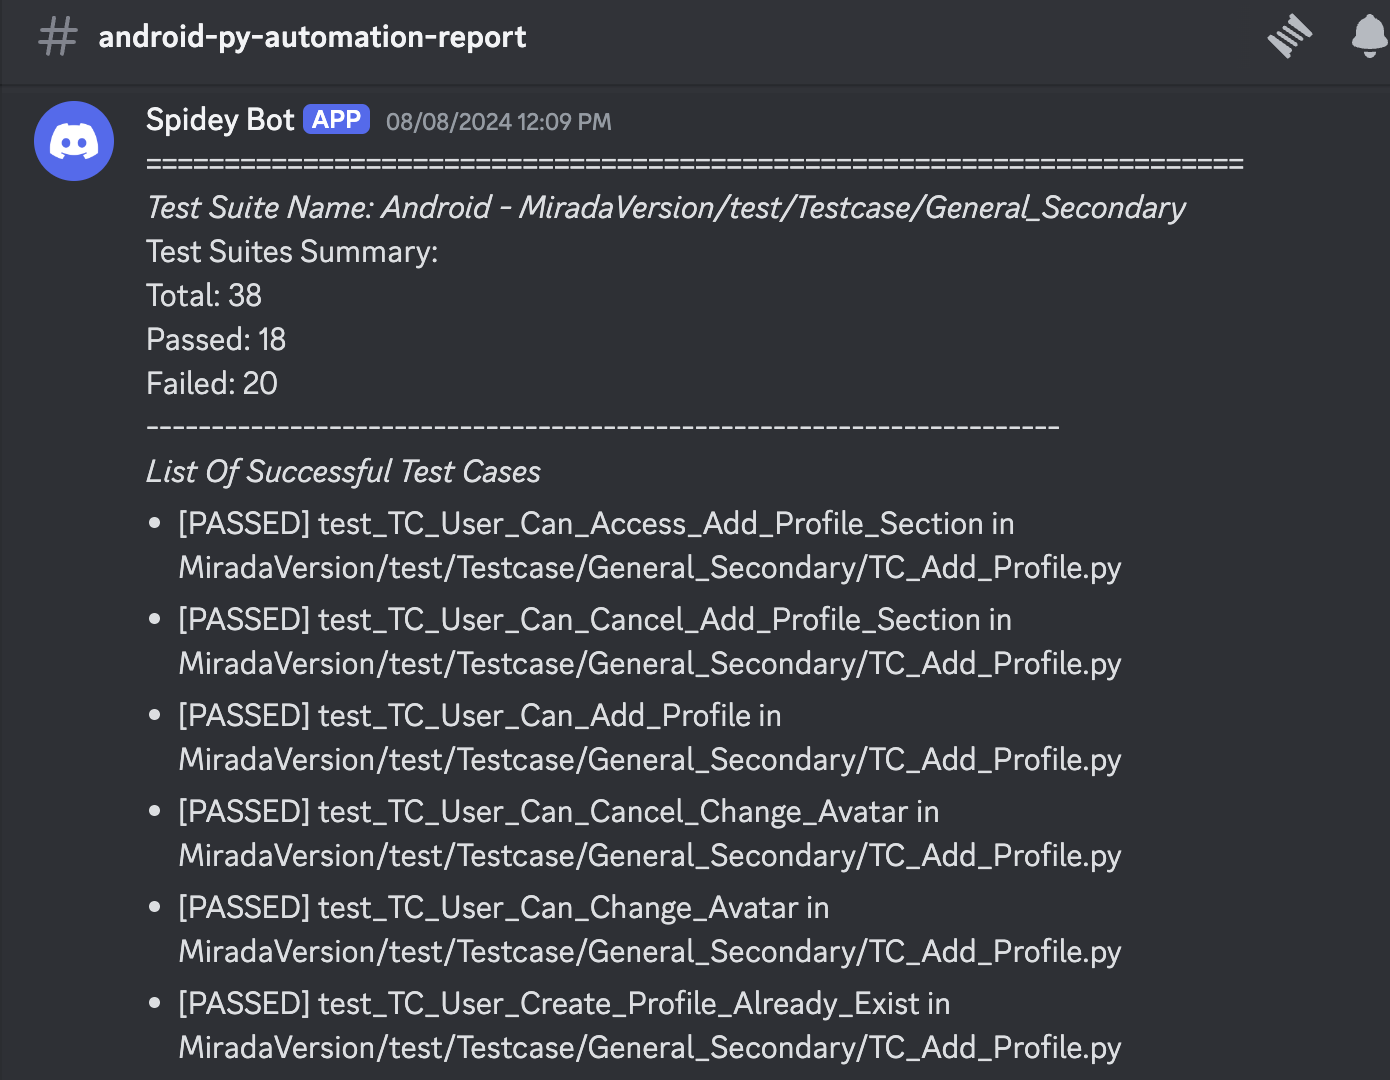 # android-py-automation-report
Spidey Bot APP 08/08/2024 12:09 PM
======================================================================
Test Suite Name: Android - MiradaVersion/test/Testcase/General_Secondary
Test Suites Summary:
Total: 38
Passed: 18
Failed: 20
----------------------------------------------------------------------
List Of Successful Test Cases
• [PASSED] test_TC_User_Can_Access_Add_Profile_Section in
MiradaVersion/test/Testcase/General_Secondary/TC_Add_Profile.py
• [PASSED] test_TC_User_Can_Cancel_Add_Profile_Section in
MiradaVersion/test/Testcase/General_Secondary/TC_Add_Profile.py
• [PASSED] test_TC_User_Can_Add_Profile in
MiradaVersion/test/Testcase/General_Secondary/TC_Add_Profile.py
• [PASSED] test_TC_User_Can_Cancel_Change_Avatar in
MiradaVersion/test/Testcase/General_Secondary/TC_Add_Profile.py
• [PASSED] test_TC_User_Can_Change_Avatar in
MiradaVersion/test/Testcase/General_Secondary/TC_Add_Profile.py
• [PASSED] test_TC_User_Create_Profile_Already_Exist in
MiradaVersion/test/Testcase/General_Secondary/TC_Add_Profile.py